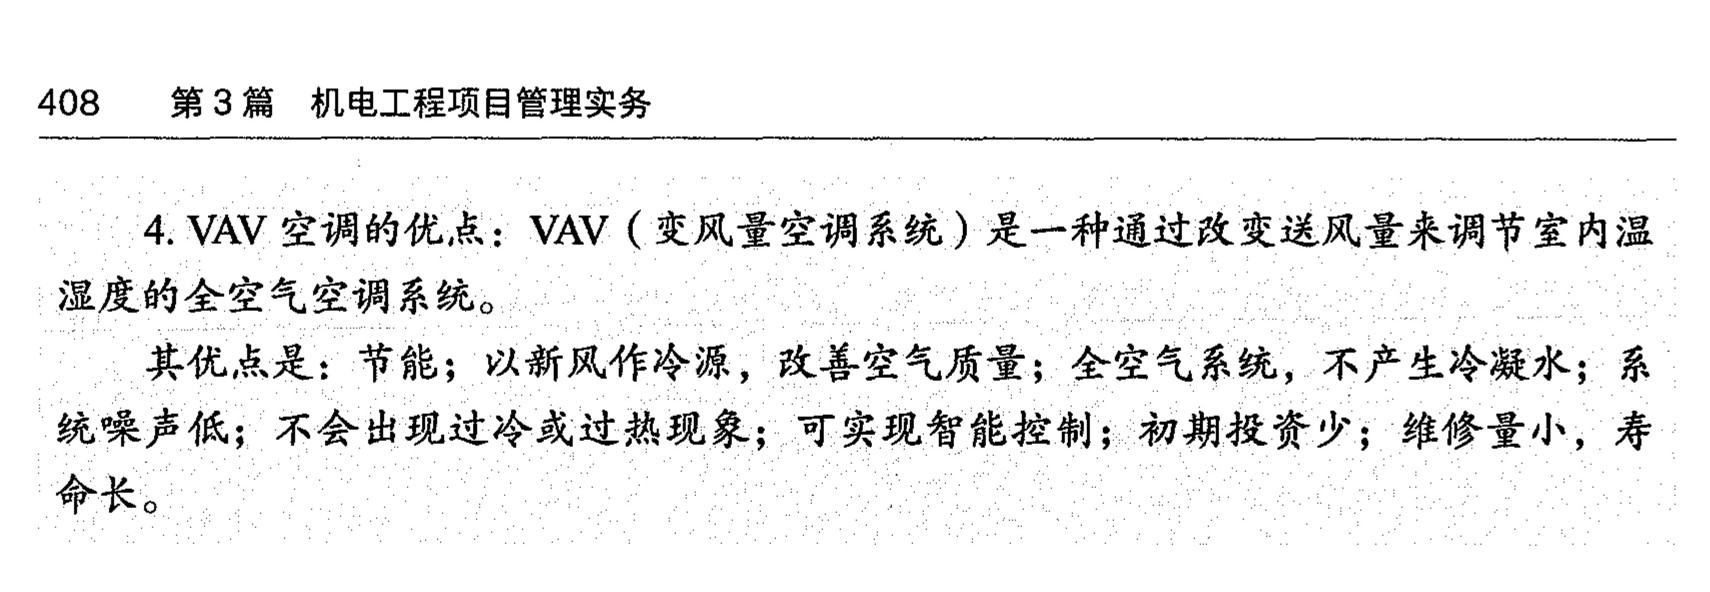 408 第3篇 机电工程项目管理实务
4. VAV 空调的优点：VAV（变风量空调系统）是一种通过改变送风量来调节室内温
湿度的全空气空调系统。
其优点是：节能；以新风作冷源，改善空气质量；全空气系统，不产生冷凝水；系
统噪声低；不会出现过冷或过热现象；可实现智能控制；初期投资少；维修量小，寿
命长。